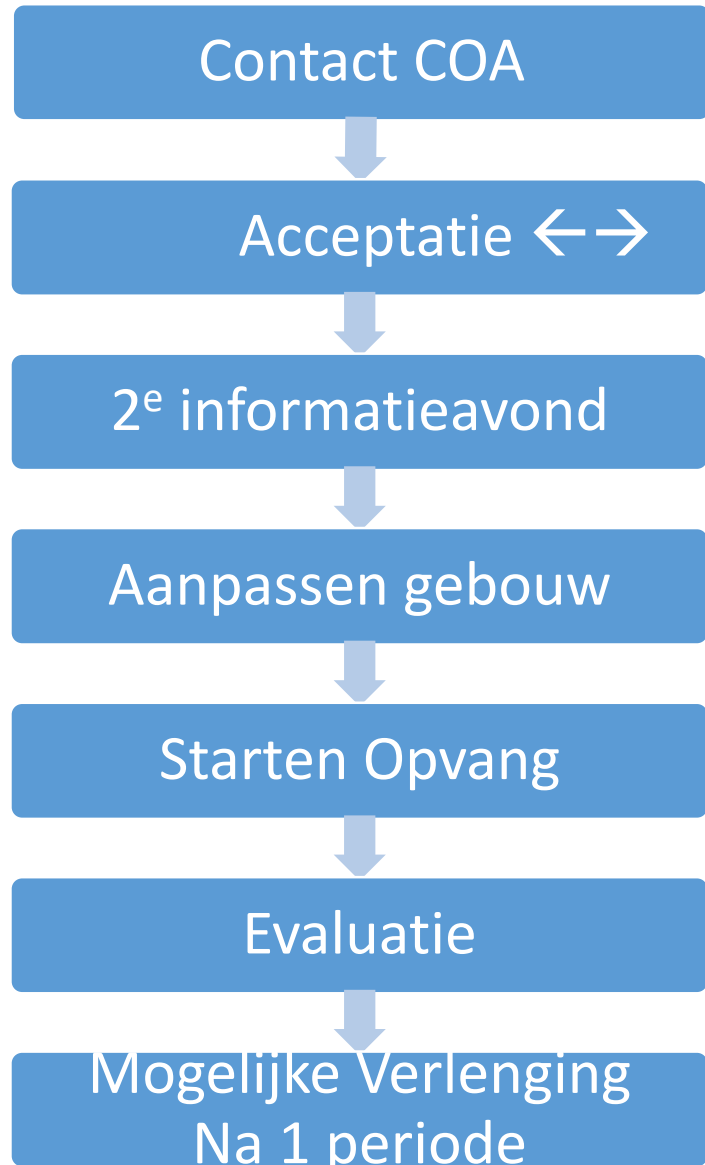 Contact COA
Acceptatie ←→
2e informatieavond
Aanpassen gebouw
Starten Opvang
Evaluatie
Mogelijke Verlenging
Na 1 periode